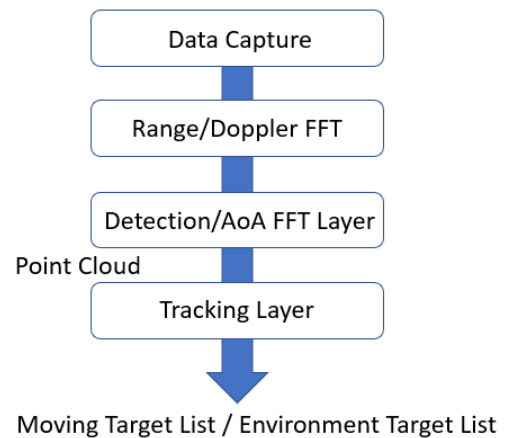 Data Capture
Range/Doppler FFT
Detection/AoA FFT Layer
Point Cloud
Tracking Layer
Moving Target List / Environment Target List